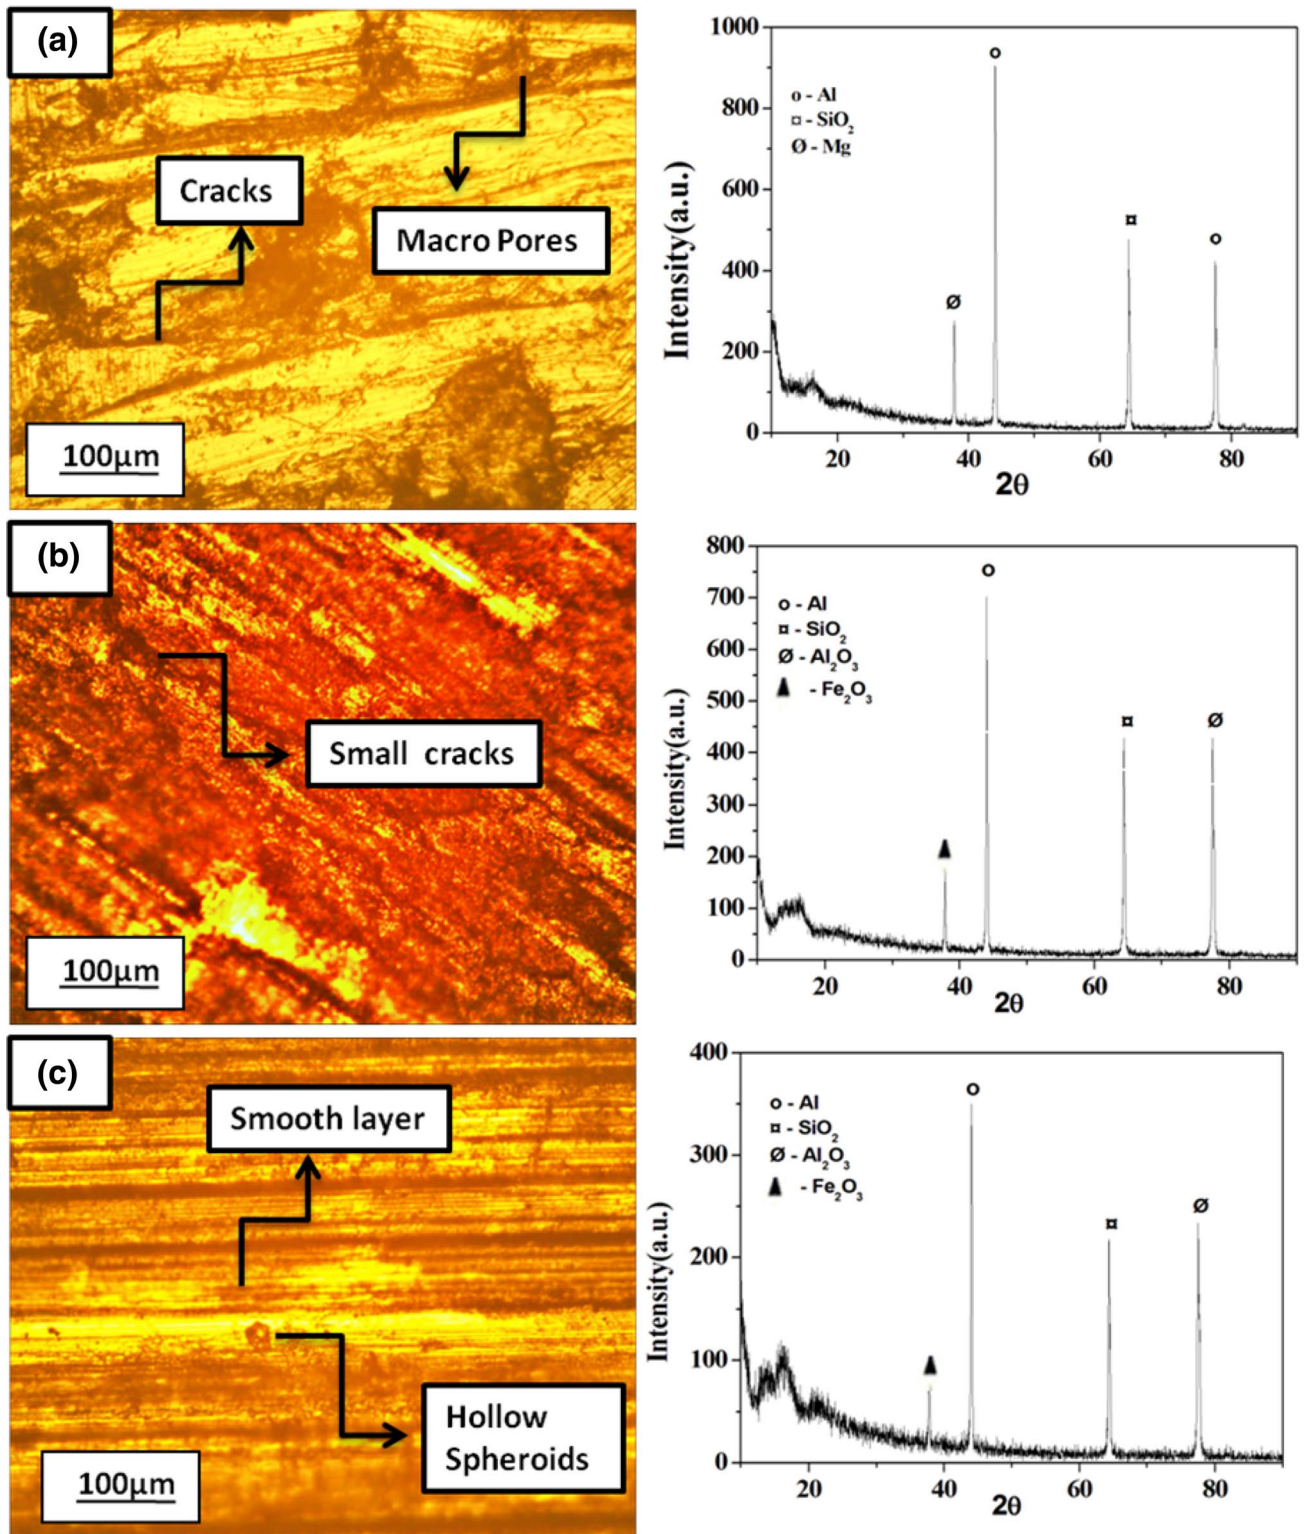 (a)
Cracks
Macro Pores
100µm
1000
800
600
400
200
0
Intensity(a.u.)
o - Al
¤ - SiO₂
Ø - Mg
o
¤
o
Ø
20
40
60
80
2θ
(b)
Small cracks
100µm
800
700
600
500
400
300
200
100
0
Intensity(a.u.)
o - Al
¤ - SiO₂
Ø - Al₂O₃
▲ - Fe₂O₃
o
¤
Ø
▲
20
40
60
80
2θ
(c)
Smooth layer
Hollow
Spheroids
100µm
400
300
200
100
0
Intensity(a.u.)
o - Al
¤ - SiO₂
Ø - Al₂O₃
▲ - Fe₂O₃
o
¤
Ø
▲
20
40
60
80
2θ